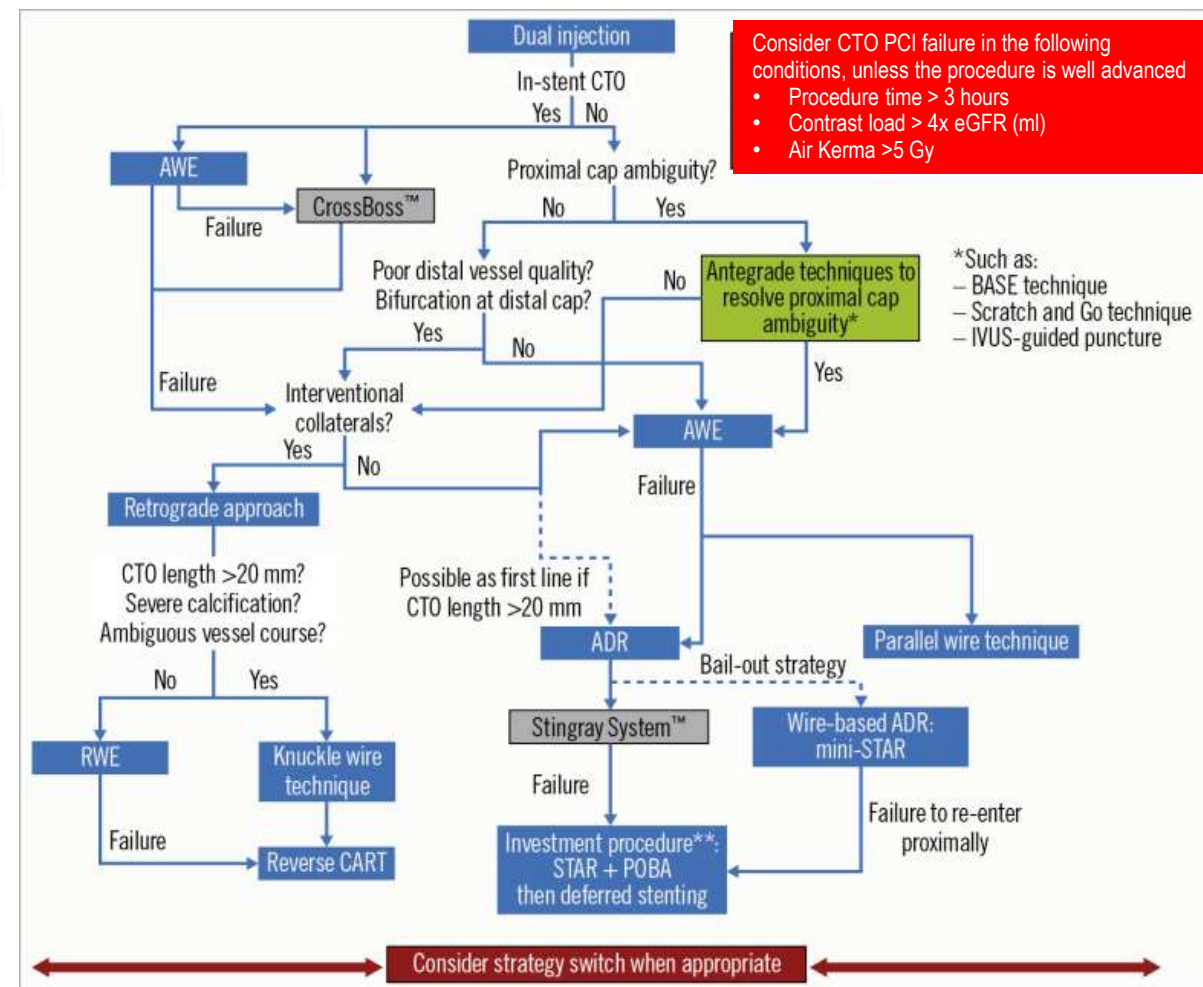 Dual injection
Consider CTO PCI failure in the following
conditions, unless the procedure is well advanced
• Procedure time > 3 hours
• Contrast load > 4x eGFR (ml)
• Air Kerma >5 Gy
In-stent CTO
Yes No
AWE
Proximal cap ambiguity?
CrossBoss™
Failure
No Yes
Poor distal vessel quality?
Bifurcation at distal cap?
No
Antegrade techniques to
resolve proximal cap
ambiguity*
*Such as:
– BASE technique
– Scratch and Go technique
– IVUS-guided puncture
Yes
No
Yes
Failure
Interventional
collaterals?
AWE
Yes
No
Failure
Retrograde approach
CTO length >20 mm?
Severe calcification?
Ambiguous vessel course?
Possible as first line if
CTO length >20 mm
ADR
Parallel wire technique
Bail-out strategy
No Yes
Stingray System™
Wire-based ADR:
mini-STAR
RWE
Knuckle wire
technique
Failure
Failure to re-enter
proximally
Failure
Reverse CART
Investment procedure**:
STAR + POBA
then deferred stenting
Consider strategy switch when appropriate